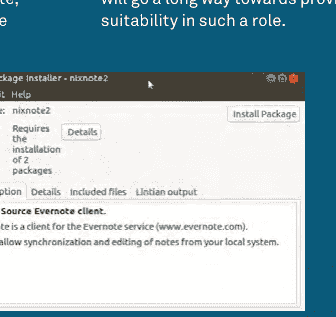 will go a long way towards provi
suitability in such a role.
ckage Installer - nixnote2
it Help
e: nixnote2
Install Package
Requires
the
installation
of 2
packages
Details
ption Details Included files Lintian output
Source Evernote client.
te is a client for the Evernote service (www.evernote.com).
allow synchronization and editing of notes from your local system.